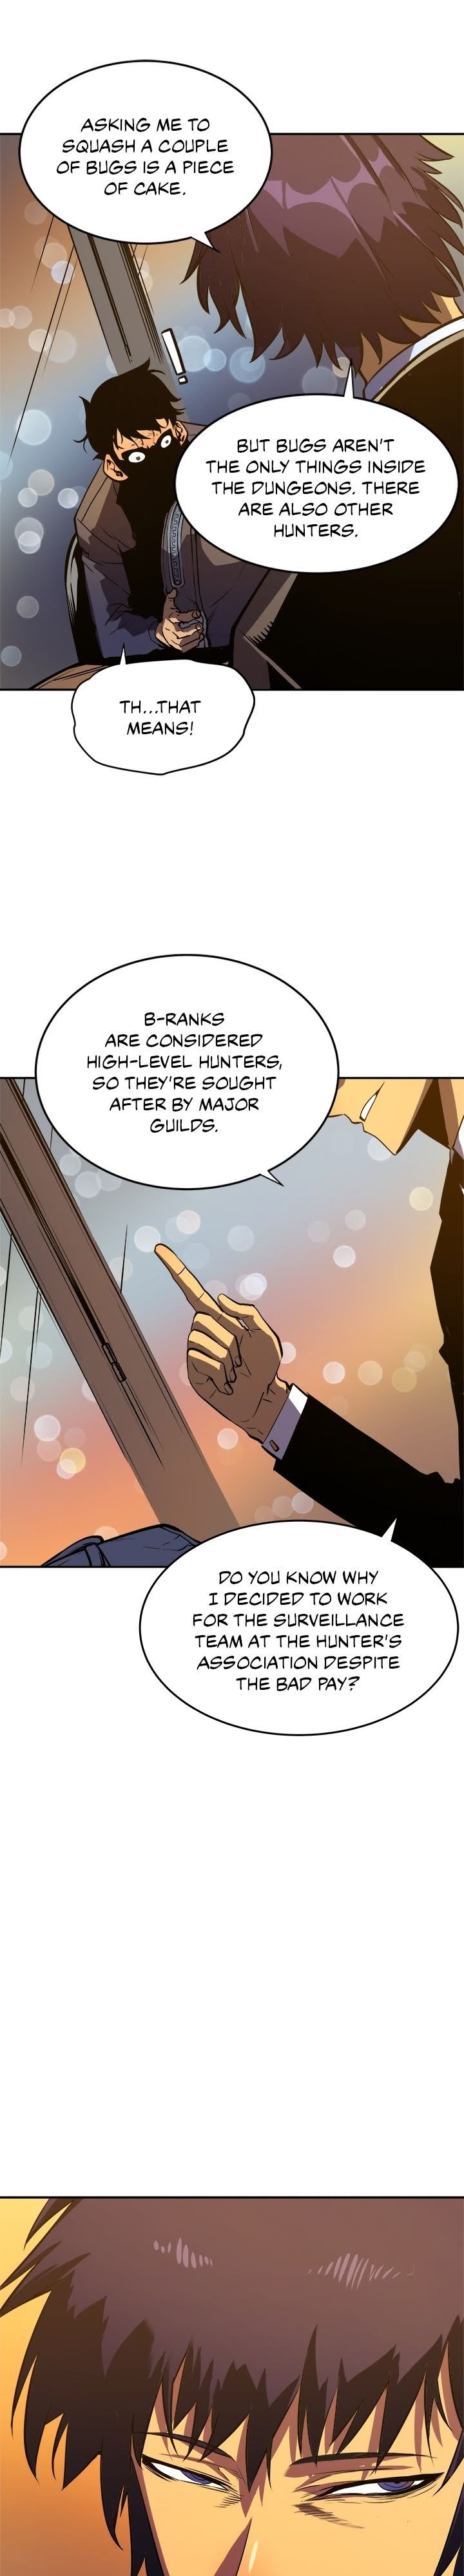 ASKING ME TO
SQUASH A COUPLE
OF BUGS IS A PIECE
OF CAKE.
!
BUT BUGS AREN'T
THE ONLY THINGS INSIDE
THE DUNGEONS. THERE
ARE ALSO OTHER
HUNTERS.
TH...THAT
MEANS!
B-RANKS
ARE CONSIDERED
HIGH-LEVEL HUNTERS,
SO THEY'RE SOUGHT
AFTER BY MAJOR
GUILDS.
DO YOU KNOW WHY
I DECIDED TO WORK
FOR THE SURVEILLANCE
TEAM AT THE HUNTER'S
ASSOCIATION DESPITE
THE BAD PAY?